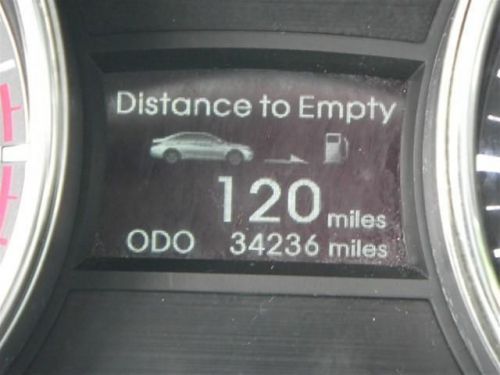 Distance to Empty
120 miles
ODO 34236 miles